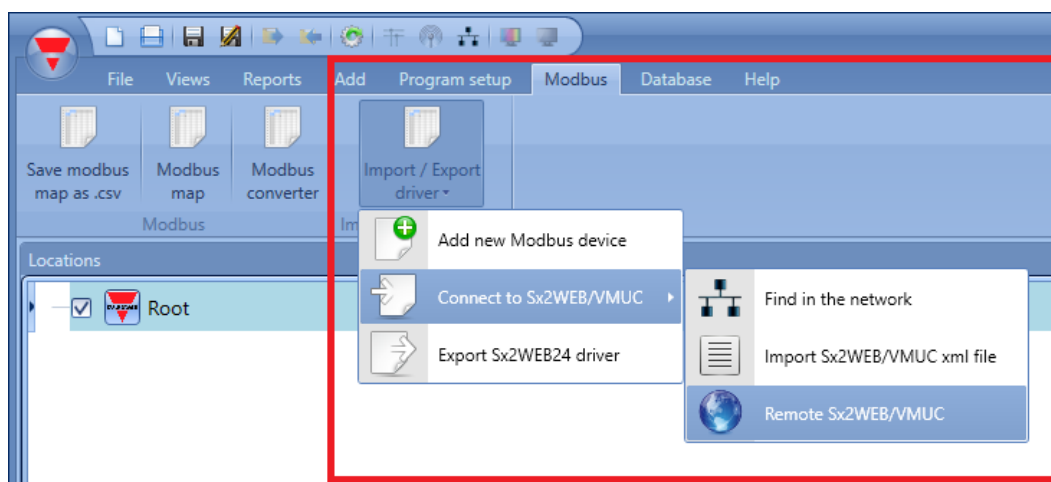 File Views Reports Add Program setup Modbus Database Help
Save modbus
map as .csv
Modbus
map
Modbus
converter
Import / Export
driver
Modbus
Im
Add new Modbus device
Connect to Sx2WEB/VMUC
Export Sx2WEB24 driver
Find in the network
Import Sx2WEB/VMUC xml file
Remote Sx2WEB/VMUC
Locations
Root